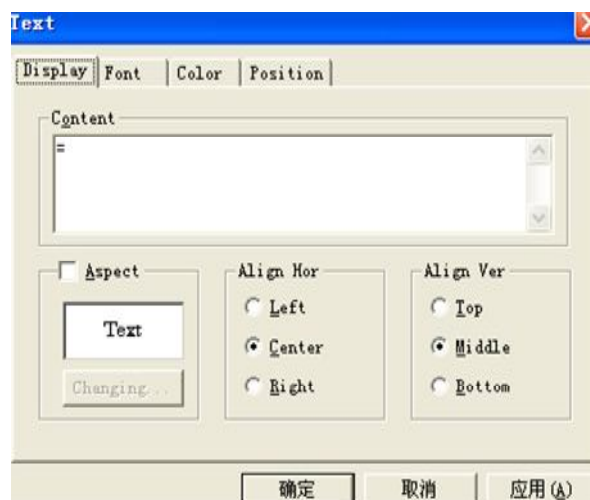 Text
Display Font Color Position
Content
=
Aspect Align Hor Align Ver
Left Top
Text
Center Middle
Changing...
Right Bottom
确定 取消 应用(A)